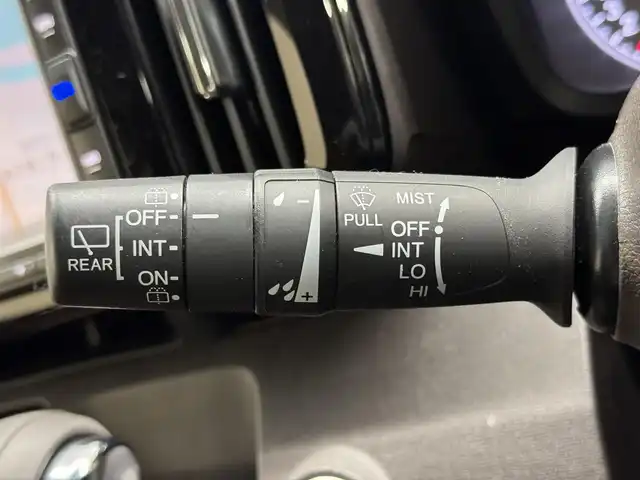 REAR
OFF
INT
ON
−
+
PULL
MIST
OFF
INT
LO
HI